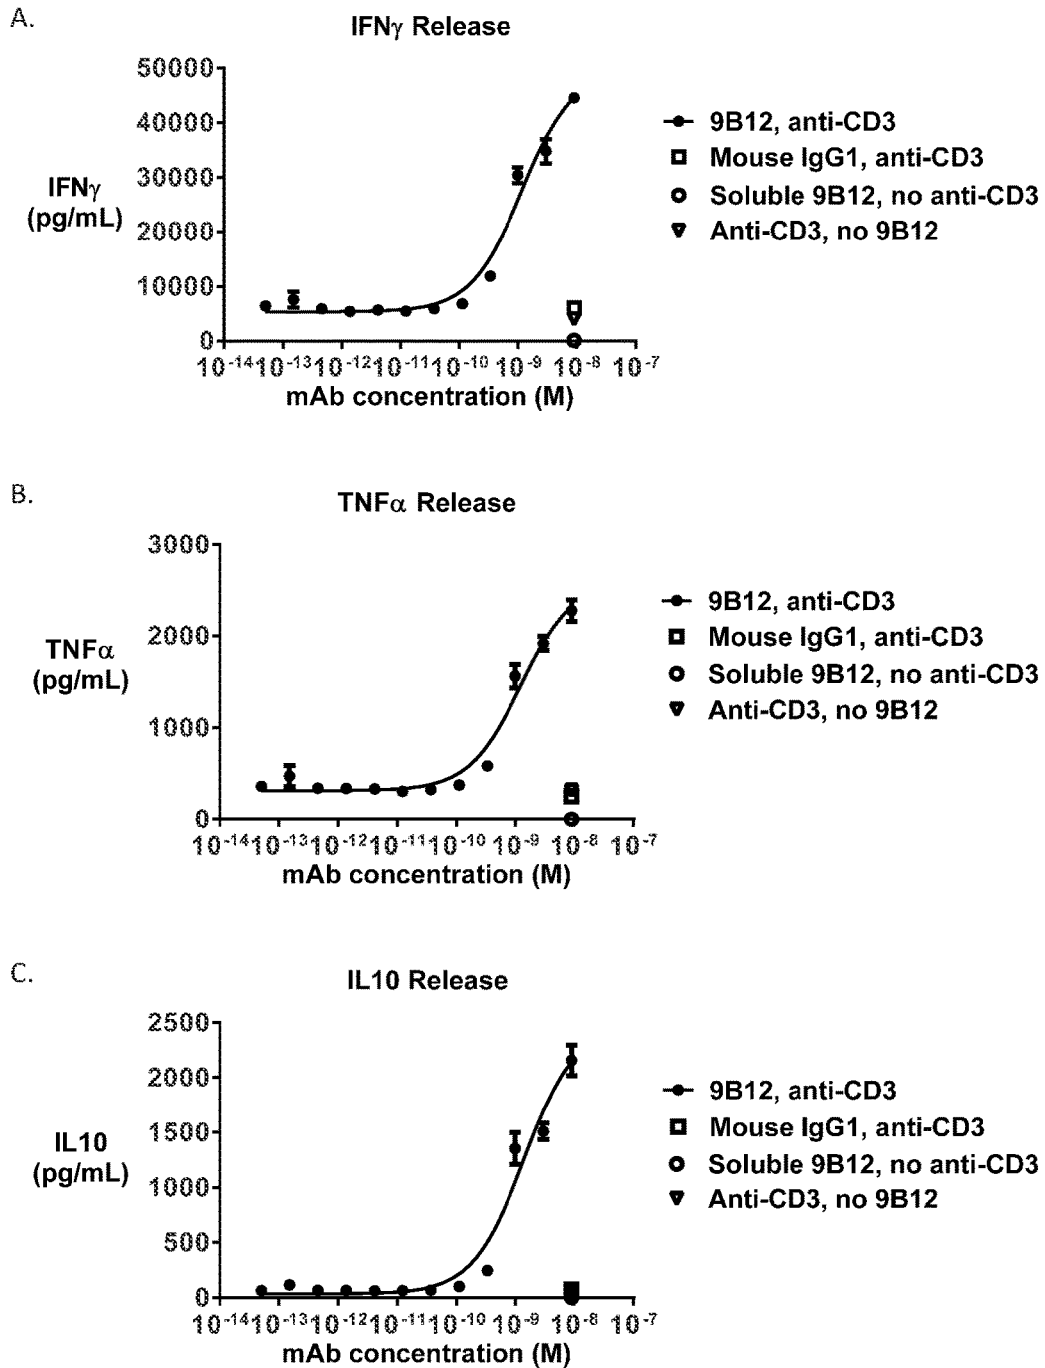 A.
IFNγ Release
50000
40000
30000
20000
10000
0
IFNγ
(pg/mL)
10⁻¹⁴ 10⁻¹³ 10⁻¹² 10⁻¹¹ 10⁻¹⁰ 10⁻⁹ 10⁻⁸ 10⁻⁷
mAb concentration (M)
9B12, anti-CD3
Mouse IgG1, anti-CD3
Soluble 9B12, no anti-CD3
Anti-CD3, no 9B12
B.
TNFα Release
3000
2000
1000
0
TNFα
(pg/mL)
10⁻¹⁴ 10⁻¹³ 10⁻¹² 10⁻¹¹ 10⁻¹⁰ 10⁻⁹ 10⁻⁸ 10⁻⁷
mAb concentration (M)
9B12, anti-CD3
Mouse IgG1, anti-CD3
Soluble 9B12, no anti-CD3
Anti-CD3, no 9B12
C.
IL10 Release
2500
2000
1500
1000
500
0
IL10
(pg/mL)
10⁻¹⁴ 10⁻¹³ 10⁻¹² 10⁻¹¹ 10⁻¹⁰ 10⁻⁹ 10⁻⁸ 10⁻⁷
mAb concentration (M)
9B12, anti-CD3
Mouse IgG1, anti-CD3
Soluble 9B12, no anti-CD3
Anti-CD3, no 9B12